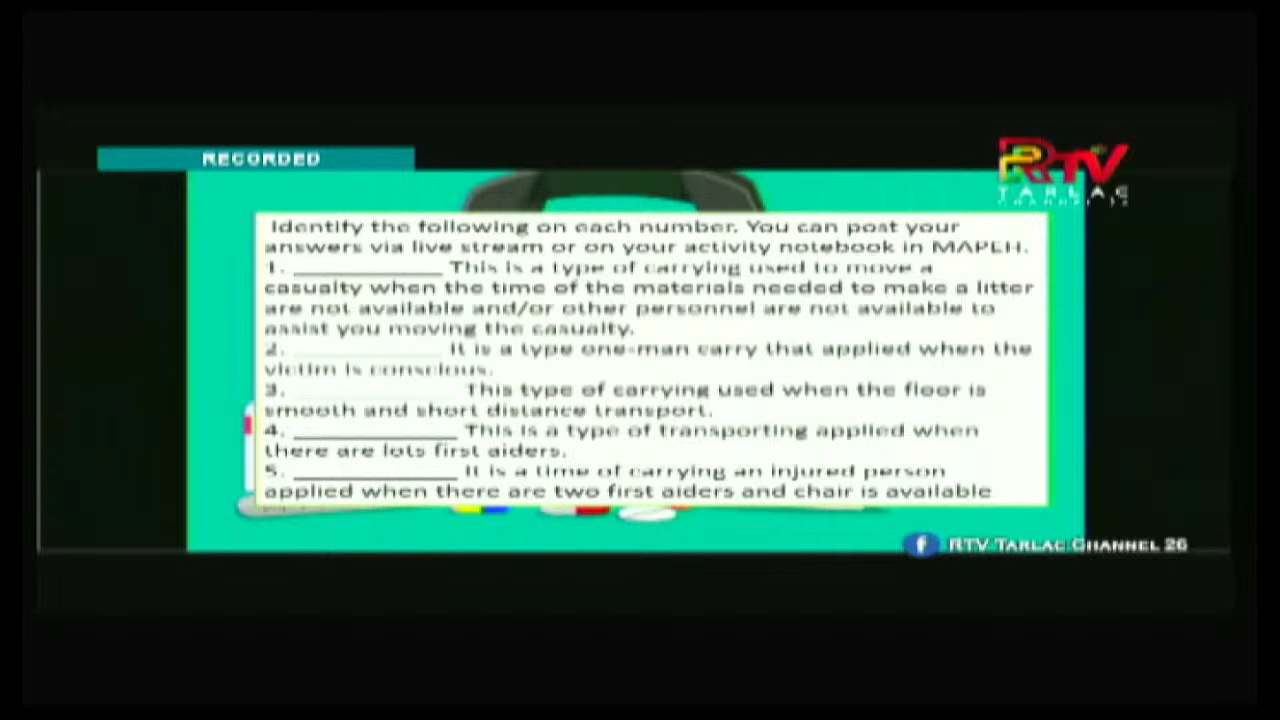 RECORDED
RTV
TARLAC
Identify the following on each number. You can post your
answers via live stream or on your activity notebook in MAPEH.
1. ______________ This is a type of carrying used to move a
casualty when the time of the materials needed to make a litter
are not available and/or other personnel are not available to
assist you moving the casualty.
2. ______________ It is a type one-man carry that applied when the
victim is conscious.
3. ________________ This type of carrying used when the floor is
smooth and short distance transport.
4. ________________ This is a type of transporting applied when
there are lots first aiders.
5. ________________ It is a time of carrying an injured person
applied when there are two first aiders and chair is available
f RTV TARLAC CHANNEL 26